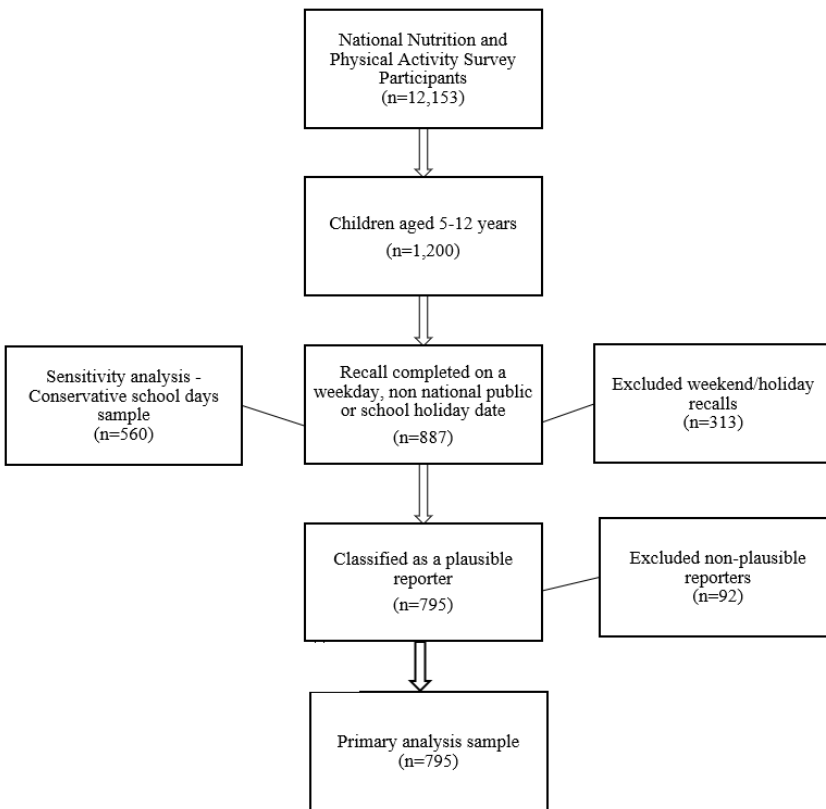 National Nutrition and
Physical Activity Survey
Participants
(n=12,153)
Children aged 5-12 years
(n=1,200)
Sensitivity analysis -
Conservative school days
sample
(n=560)
Recall completed on a
weekday, non national public
or school holiday date
(n=887)
Excluded weekend/holiday
recalls
(n=313)
Classified as a plausible
reporter
(n=795)
Excluded non-plausible
reporters
(n=92)
Primary analysis sample
(n=795)